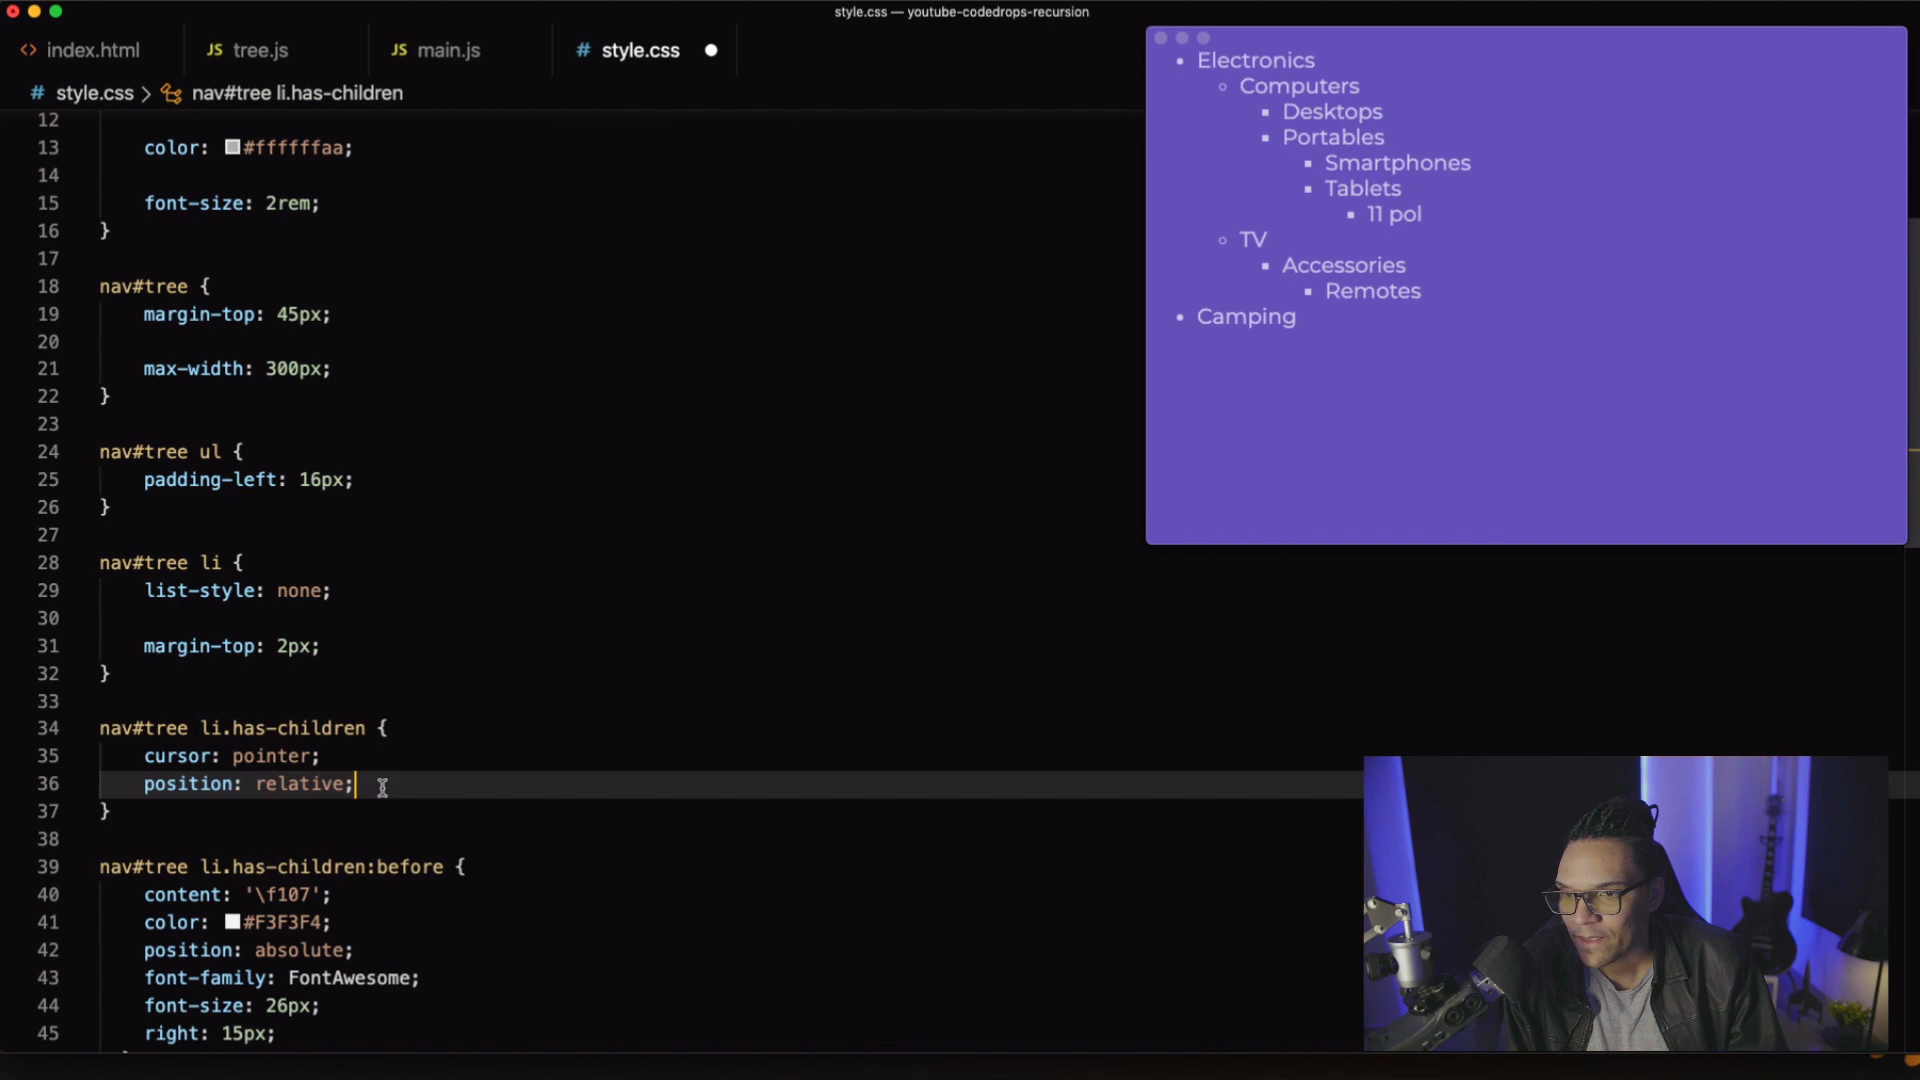 style.css — youtube-codedrops-recursion
<> index.html
JS tree.js
JS main.js
# style.css
# style.css > nav#tree li.has-children
12
13 color: #ffffffaa;
14
15 font-size: 2rem;
16 }
17
18 nav#tree {
19 margin-top: 45px;
20
21 max-width: 300px;
22 }
23
24 nav#tree ul {
25 padding-left: 16px;
26 }
27
28 nav#tree li {
29 list-style: none;
30
31 margin-top: 2px;
32 }
33
34 nav#tree li.has-children {
35 cursor: pointer;
36 position: relative;
37 }
38
39 nav#tree li.has-children:before {
40 content: '\f107';
41 color: #F3F3F4;
42 position: absolute;
43 font-family: FontAwesome;
44 font-size: 26px;
45 right: 15px;
Electronics
Computers
Desktops
Portables
Smartphones
Tablets
11 pol
TV
Accessories
Remotes
Camping